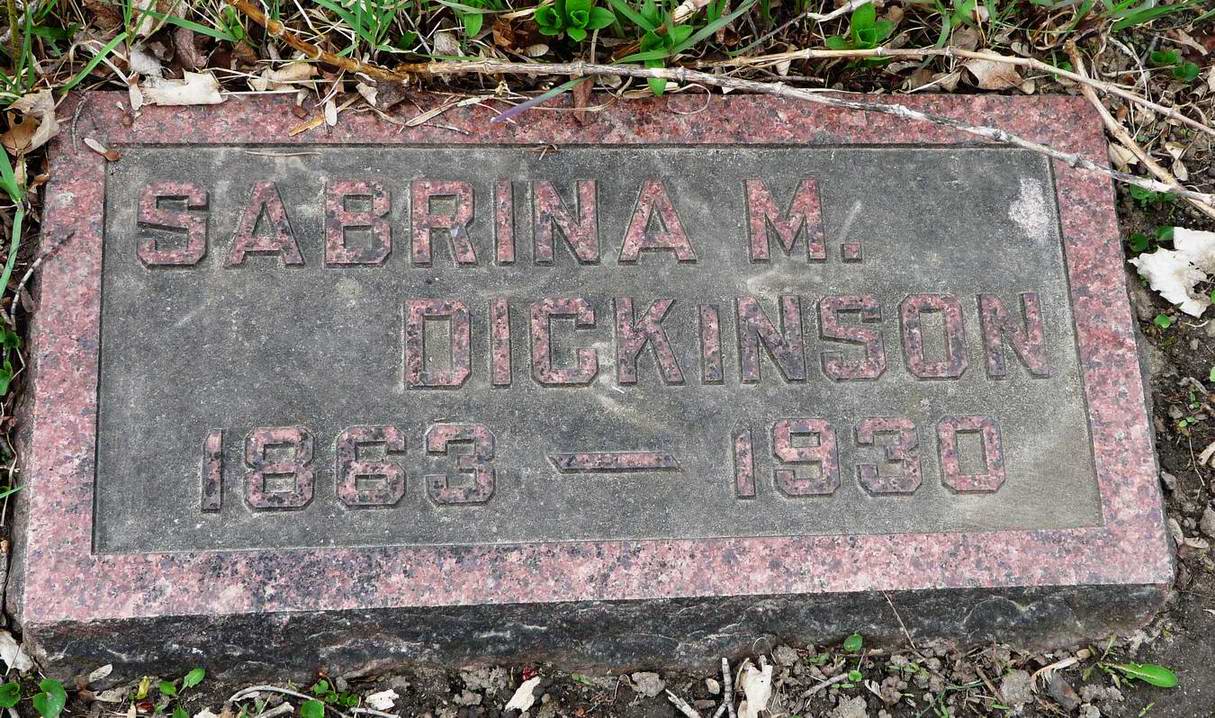 SABRINA M.
DICKINSON
1863 — 1930